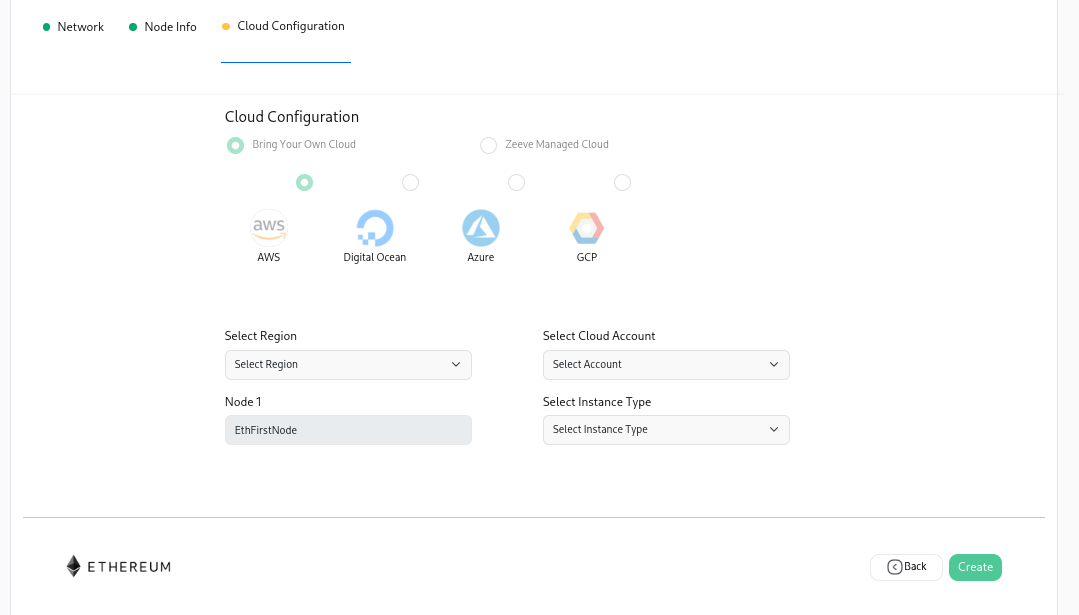 Network Node Info Cloud Configuration
Cloud Configuration
Bring Your Own Cloud Zeeve Managed Cloud
aws
AWS Digital Ocean Azure GCP
Select Region Select Cloud Account
Select Region Select Account
Node 1 Select Instance Type
EthFirstNode Select Instance Type
ETHEREUM Back Create